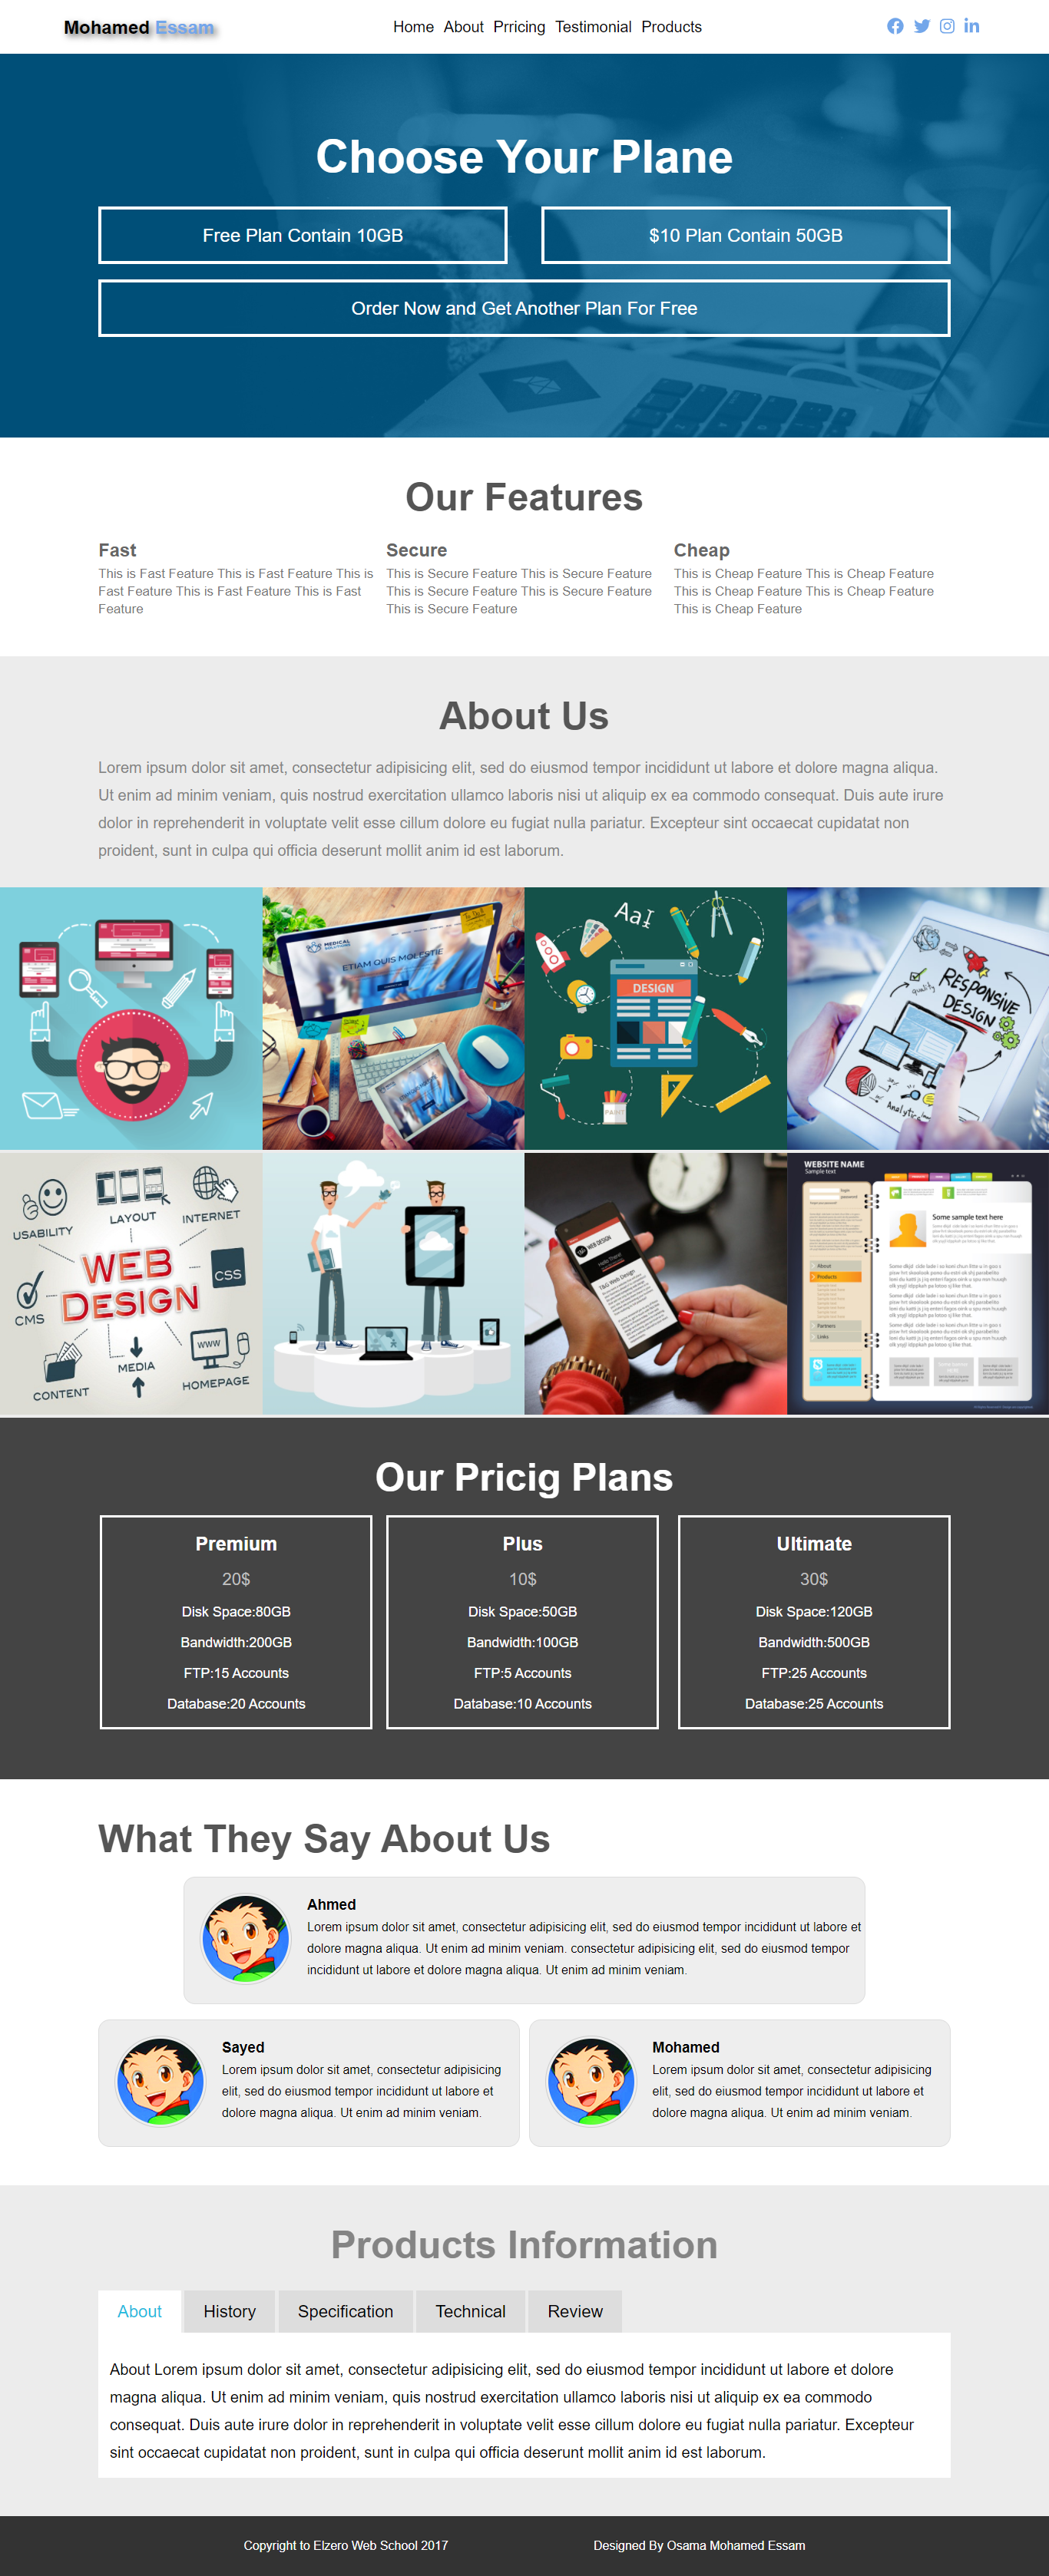 Mohamed Essam
Home About Prricing Testimonial Products
Choose Your Plane
Free Plan Contain 10GB
$10 Plan Contain 50GB
Order Now and Get Another Plan For Free
Our Features
Fast
This is Fast Feature This is Fast Feature This is
Fast Feature This is Fast Feature This is Fast
Feature
Secure
This is Secure Feature This is Secure Feature
This is Secure Feature This is Secure Feature
This is Secure Feature
Cheap
This is Cheap Feature This is Cheap Feature
This is Cheap Feature This is Cheap Feature
This is Cheap Feature
About Us
Lorem ipsum dolor sit amet, consectetur adipisicing elit, sed do eiusmod tempor incididunt ut labore et dolore magna aliqua.
Ut enim ad minim veniam, quis nostrud exercitation ullamco laboris nisi ut aliquip ex ea commodo consequat. Duis aute irure
dolor in reprehenderit in voluptate velit esse cillum dolore eu fugiat nulla pariatur. Excepteur sint occaecat cupidatat non
proident, sunt in culpa qui officia deserunt mollit anim id est laborum.
MEDICAL
ETIAM QUIS MOLESTIE
To Do!!
AaI
DESIGN
PAINT
quality
RESPONSIVE
DESIGN
Analytics
USABILITY
LAYOUT
INTERNET
WEB
DESIGN
CSS
CMS
MEDIA
WWW
CONTENT
HOMEPAGE
WEB DESIGN
Hello There!
T&G Web Design
WEBSITE NAME
Sample text
login
Some sample text here
About
Products
Partners
Links
Our Pricig Plans
Premium
20$
Disk Space:80GB
Bandwidth:200GB
FTP:15 Accounts
Database:20 Accounts
Plus
10$
Disk Space:50GB
Bandwidth:100GB
FTP:5 Accounts
Database:10 Accounts
Ultimate
30$
Disk Space:120GB
Bandwidth:500GB
FTP:25 Accounts
Database:25 Accounts
What They Say About Us
Ahmed
Lorem ipsum dolor sit amet, consectetur adipisicing elit, sed do eiusmod tempor incididunt ut labore et
dolore magna aliqua. Ut enim ad minim veniam. consectetur adipisicing elit, sed do eiusmod tempor
incididunt ut labore et dolore magna aliqua. Ut enim ad minim veniam.
Sayed
Lorem ipsum dolor sit amet, consectetur adipisicing
elit, sed do eiusmod tempor incididunt ut labore et
dolore magna aliqua. Ut enim ad minim veniam.
Mohamed
Lorem ipsum dolor sit amet, consectetur adipisicing
elit, sed do eiusmod tempor incididunt ut labore et
dolore magna aliqua. Ut enim ad minim veniam.
Products Information
About History Specification Technical Review
About Lorem ipsum dolor sit amet, consectetur adipisicing elit, sed do eiusmod tempor incididunt ut labore et dolore
magna aliqua. Ut enim ad minim veniam, quis nostrud exercitation ullamco laboris nisi ut aliquip ex ea commodo
consequat. Duis aute irure dolor in reprehenderit in voluptate velit esse cillum dolore eu fugiat nulla pariatur. Excepteur
sint occaecat cupidatat non proident, sunt in culpa qui officia deserunt mollit anim id est laborum.
Copyright to Elzero Web School 2017
Designed By Osama Mohamed Essam